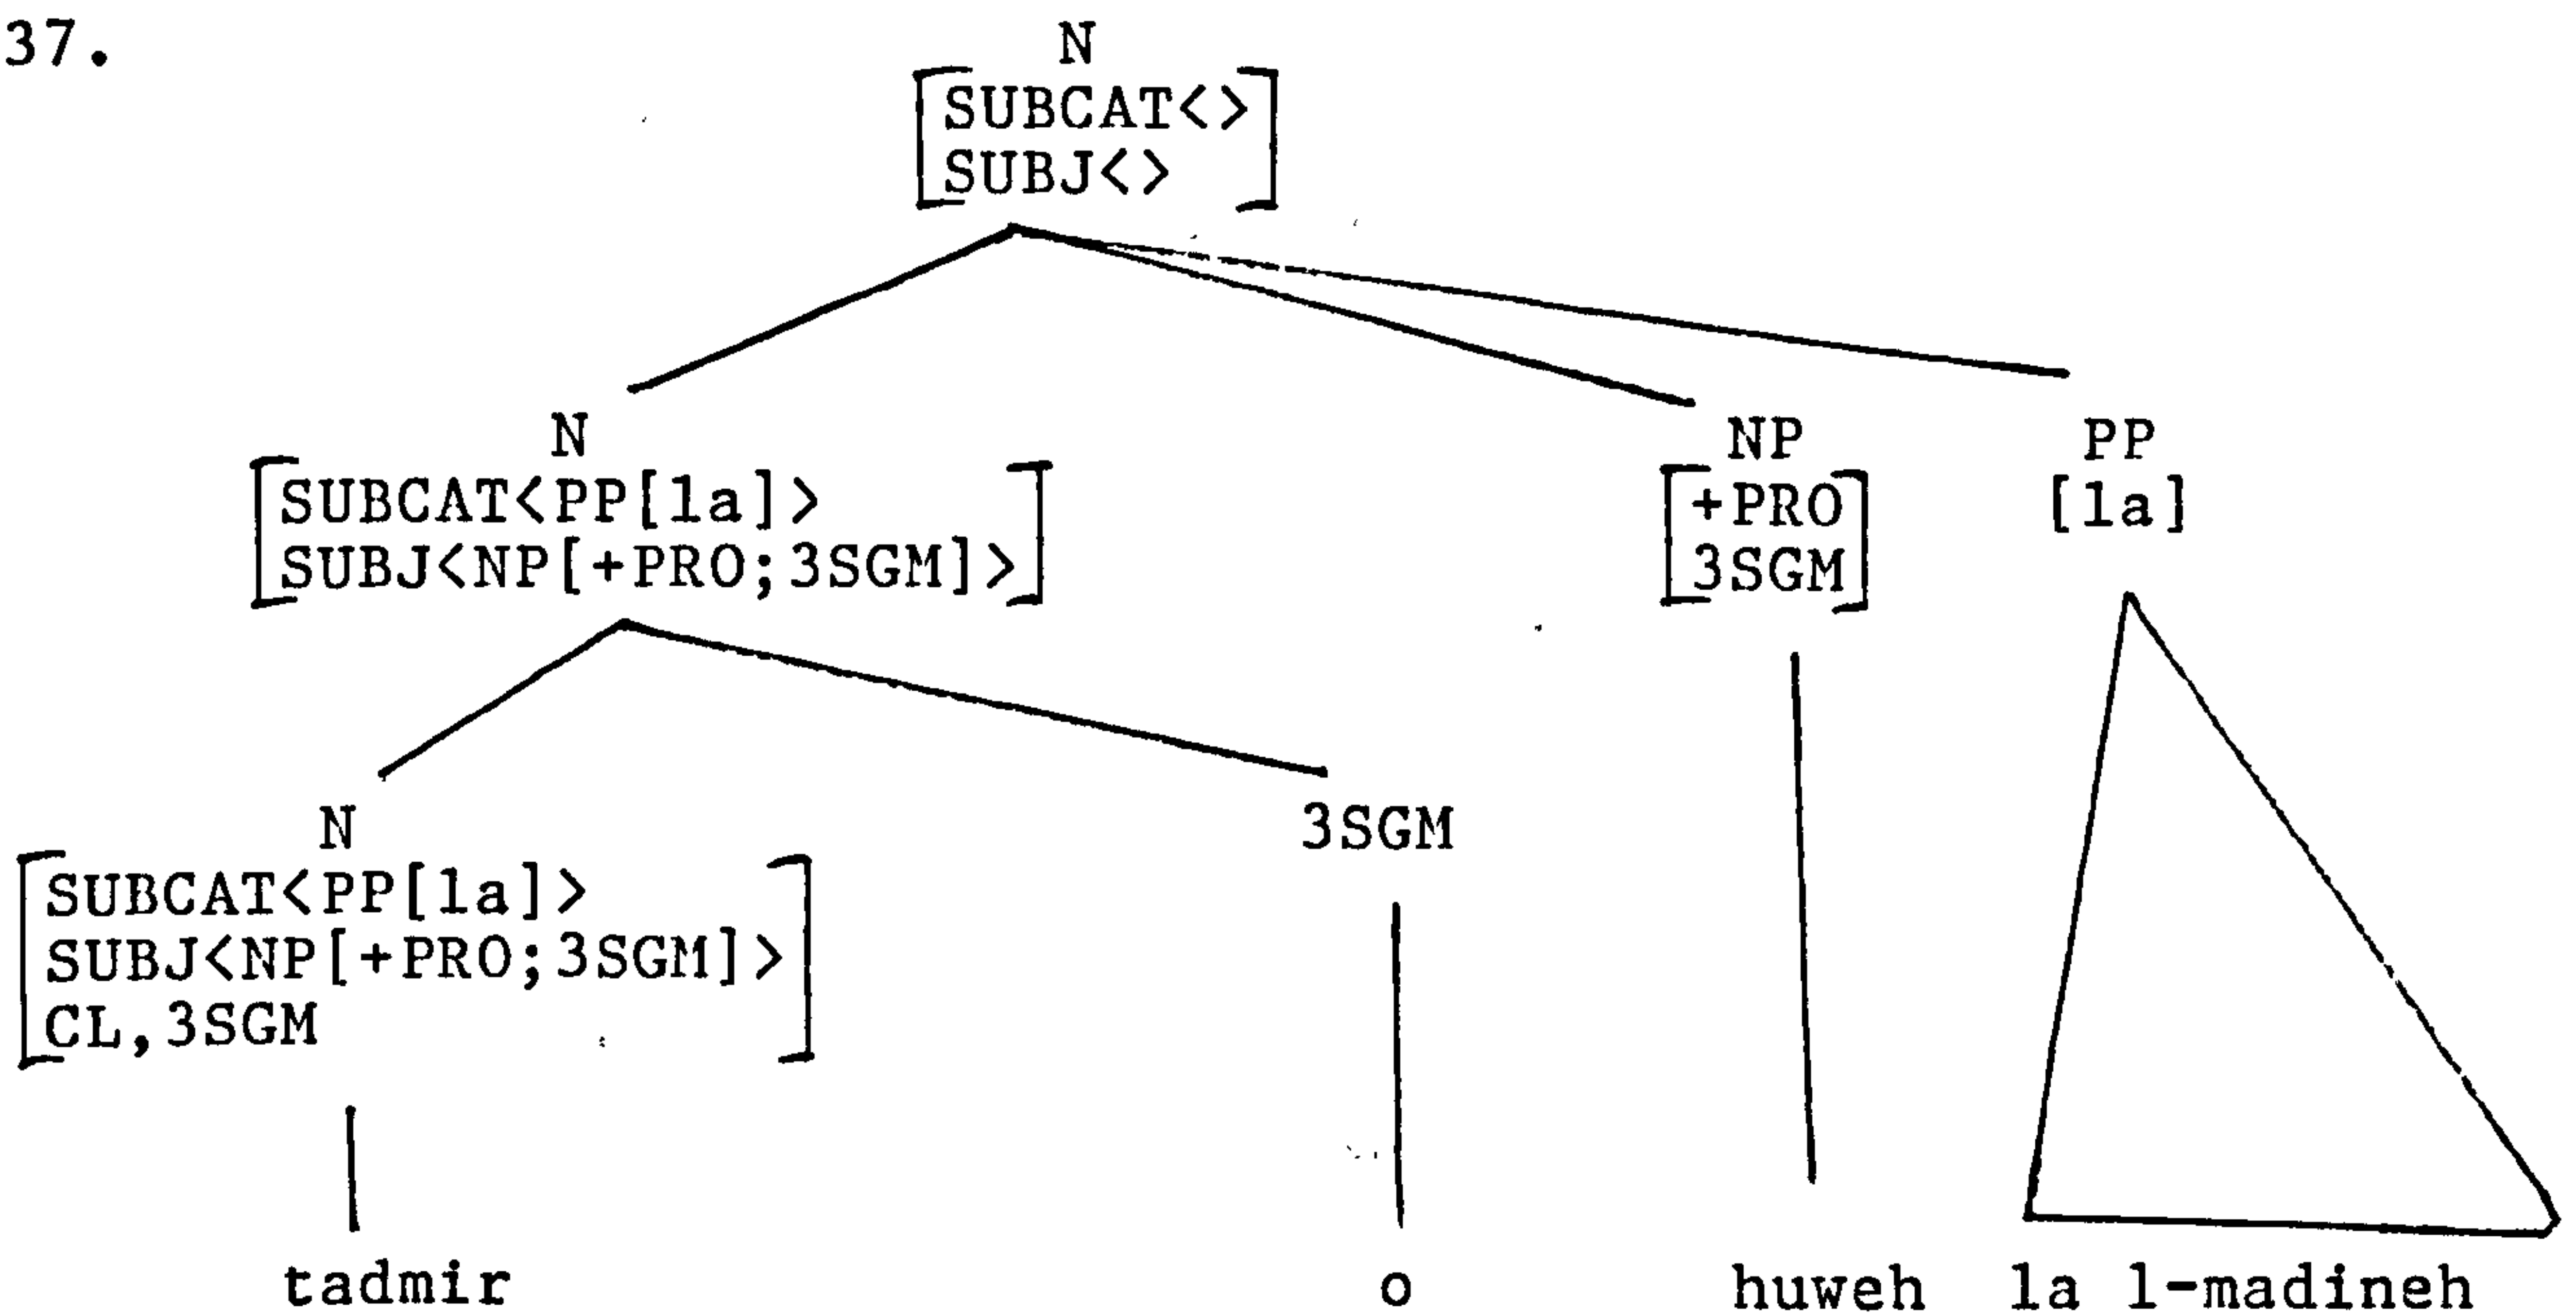 37.
N
[SUBCAT<>
SUBJ<>]
N
[SUBCAT<PP[la]>
SUBJ<NP[+PRO;3SGM]>]
NP
[+PRO
3SGM]
PP
[la]
N
[SUBCAT<PP[la]>
SUBJ<NP[+PRO;3SGM]>
CL,3SGM]
3SGM
tadmir o huweh la l-madineh